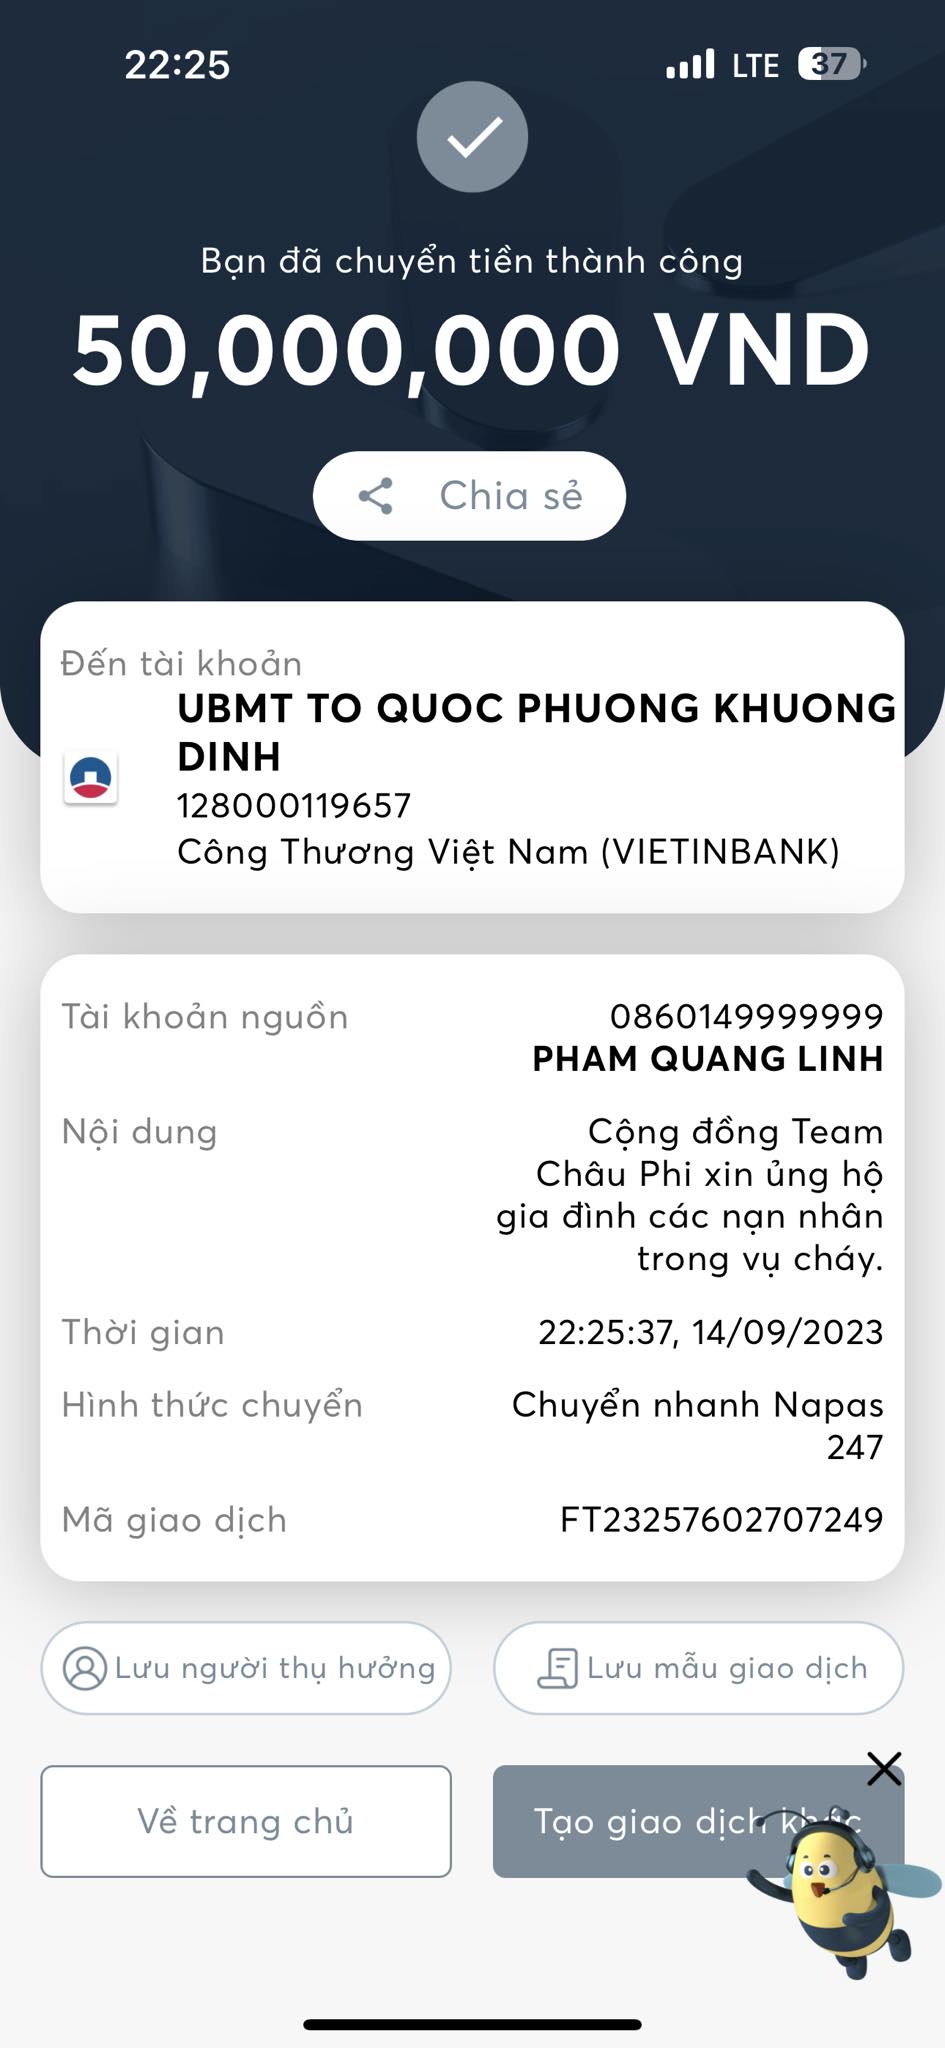 22:25
LTE
37
Bạn đã chuyển tiền thành công
50,000,000 VND
Chia sẻ
Đến tài khoản
UBMT TO QUOC PHUONG KHUONG
DINH
128000119657
Công Thương Việt Nam (VIETINBANK)
Tài khoản nguồn
0860149999999
PHAM QUANG LINH
Nội dung
Cộng đồng Team
Châu Phi xin ủng hộ
gia đình các nạn nhân
trong vụ cháy.
Thời gian
22:25:37, 14/09/2023
Hình thức chuyển
Chuyển nhanh Napas
247
Mã giao dịch
FT23257602707249
Lưu người thụ hưởng
Lưu mẫu giao dịch
Về trang chủ
Tạo giao dịch khác